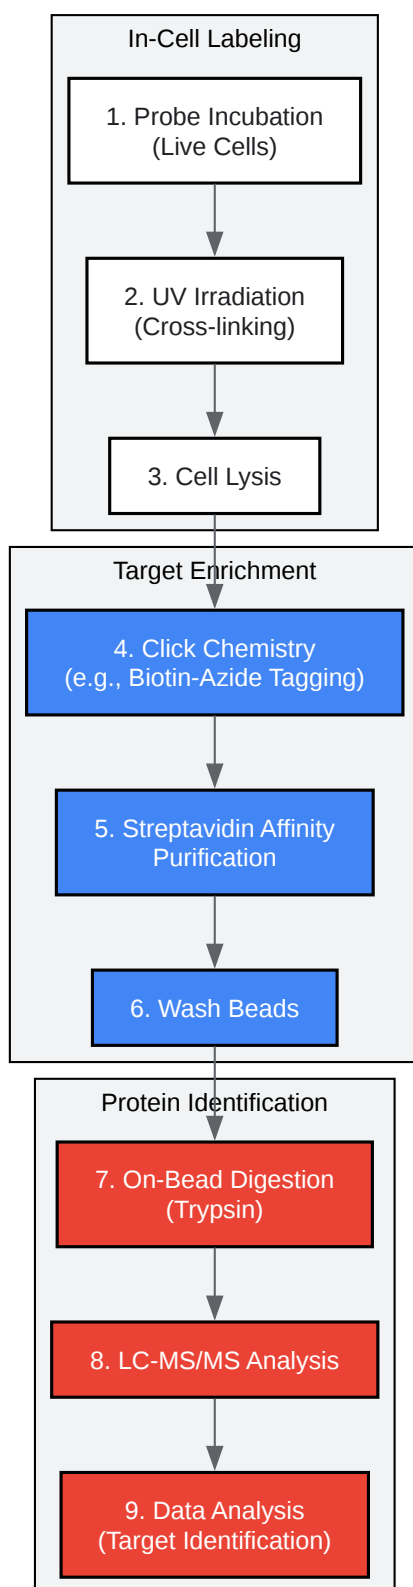 In-Cell Labeling
1. Probe Incubation
(Live Cells)
2. UV Irradiation
(Cross-linking)
3. Cell Lysis
Target Enrichment
4. Click Chemistry
(e.g., Biotin-Azide Tagging)
5. Streptavidin Affinity
Purification
6. Wash Beads
Protein Identification
7. On-Bead Digestion
(Trypsin)
8. LC-MS/MS Analysis
9. Data Analysis
(Target Identification)